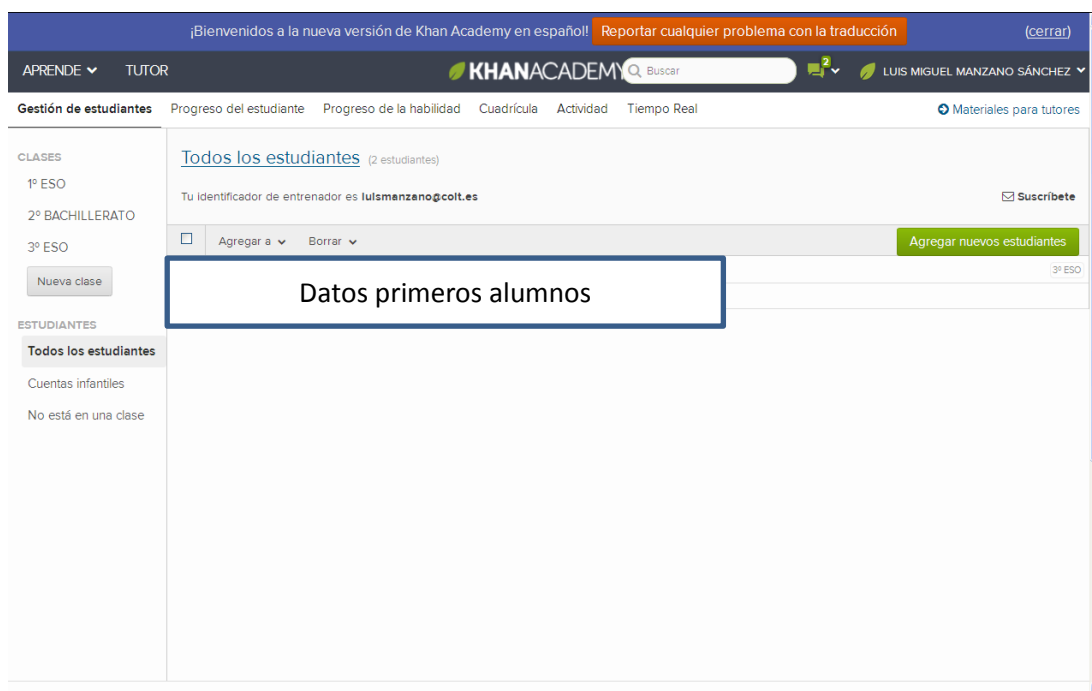 ¡Bienvenidos a la nueva versión de Khan Academy en español! Reportar cualquier problema con la traducción (cerrar)
APRENDE TUTOR KHANACADEMY Buscar 2 LUIS MIGUEL MANZANO SÁNCHEZ
Gestión de estudiantes Progreso del estudiante Progreso de la habilidad Cuadrícula Actividad Tiempo Real Materiales para tutores
CLASES
1º ESO
2º BACHILLERATO
3º ESO
Nueva clase
ESTUDIANTES
Todos los estudiantes
Cuentas infantiles
No está en una clase
Todos los estudiantes (2 estudiantes)
Tu identificador de entrenador es luismanzano@colt.es Suscríbete
Agregar a Borrar Agregar nuevos estudiantes
3º ESO
Datos primeros alumnos